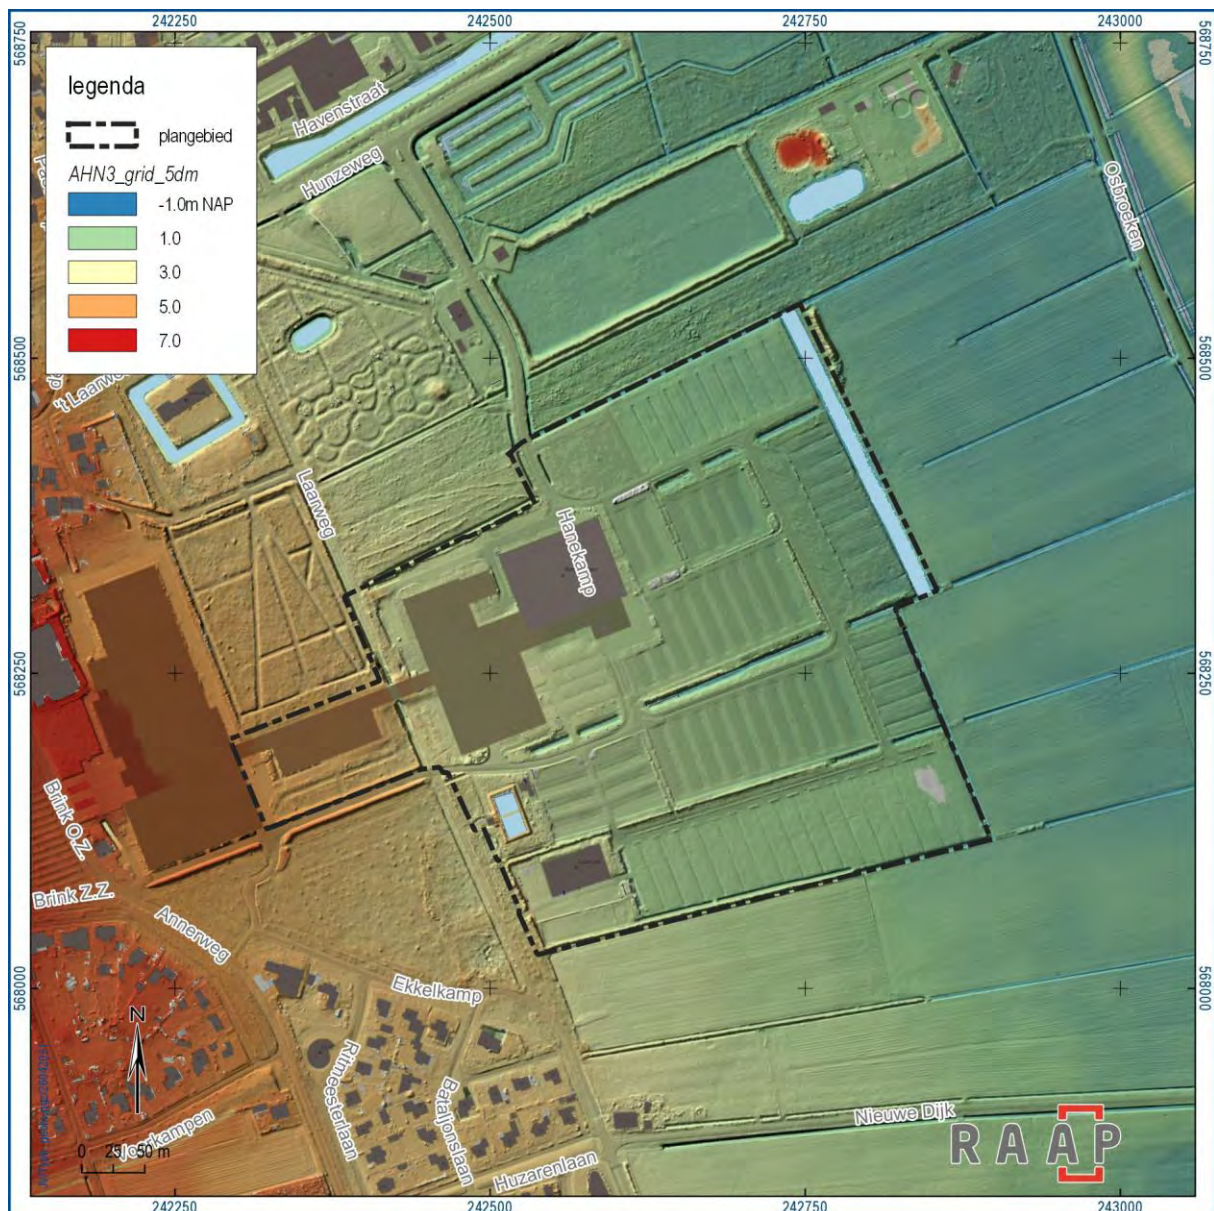 242250
242500
242750
243000
568750
568750
legenda
plangebied
AHN3_grid_5dm
-1.0m NAP
1.0
3.0
5.0
7.0
Havenstraat
Hunzeweg
Osbroeken
568500
568500
't Laarweg
Laarweg
Hanekamp
568250
568250
Brink O.Z.
Brink Z.Z.
Annerweg
Ekkelkamp
568000
568000
N
Ritmeesterlaan
Bataljonslaan
Nieuwe Dijk
0 25 50 m
Huzarenlaan
RAAP
242250
242500
242750
243000